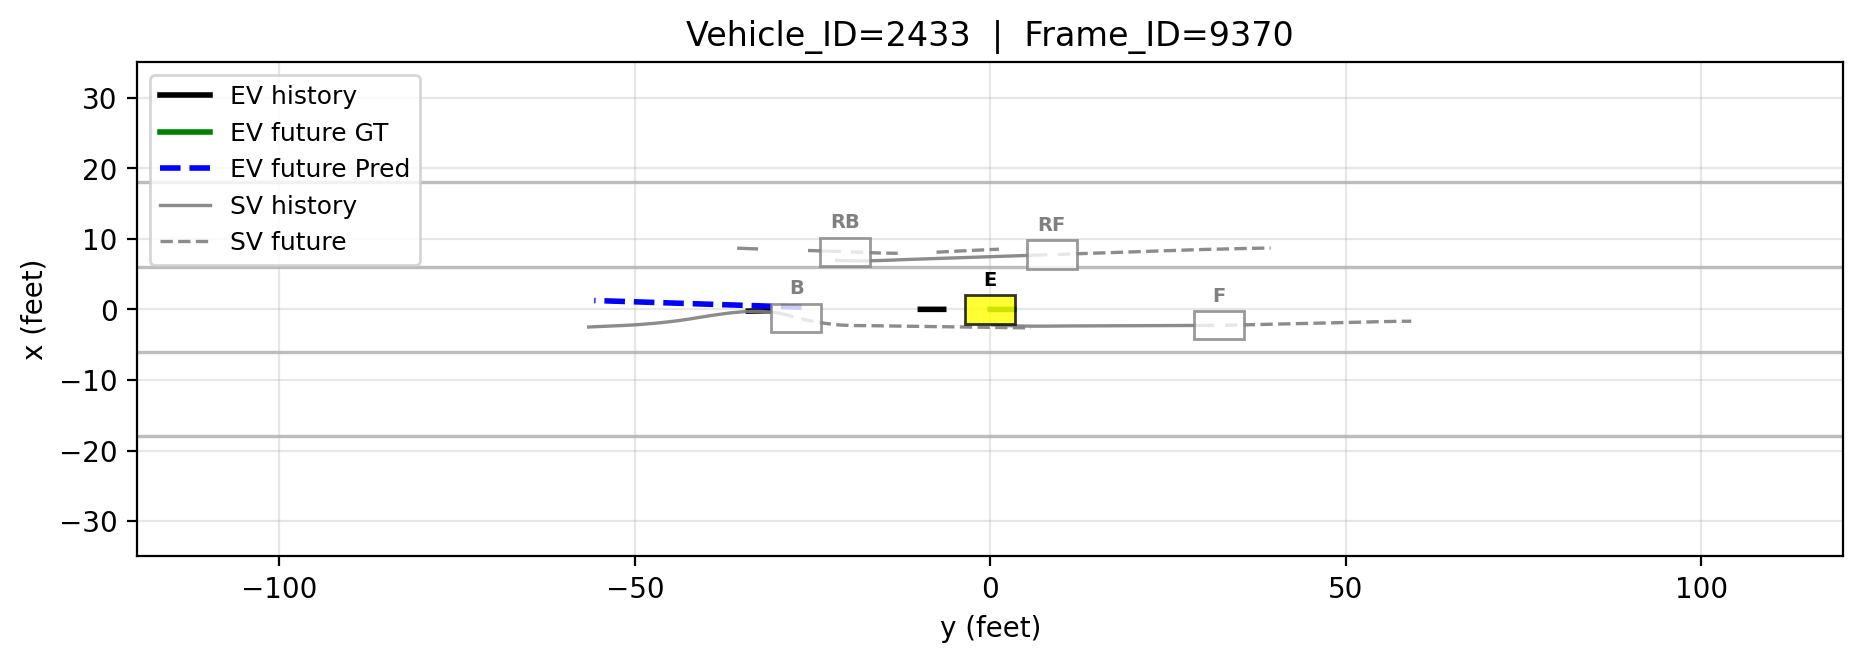 Vehicle_ID=2433 | Frame_ID=9370
EV history
EV future GT
EV future Pred
SV history
SV future
30
20
10
0
−10
−20
−30
x (feet)
RB
RF
B
E
F
−100
−50
0
50
100
y (feet)